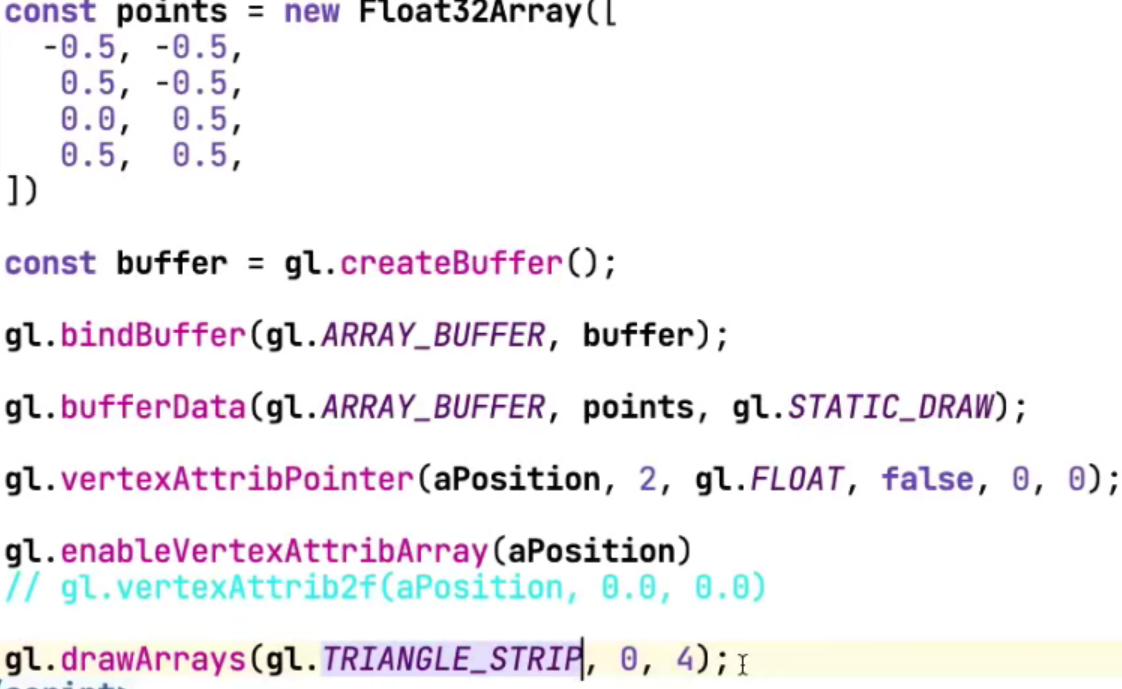 const points = new Float32Array([
-0.5, -0.5,
0.5, -0.5,
0.0, 0.5,
0.5, 0.5,
])
const buffer = gl.createBuffer();
gl.bindBuffer(gl.ARRAY_BUFFER, buffer);
gl.bufferData(gl.ARRAY_BUFFER, points, gl.STATIC_DRAW);
gl.vertexAttribPointer(aPosition, 2, gl.FLOAT, false, 0, 0);
gl.enableVertexAttribArray(aPosition)
// gl.vertexAttrib2f(aPosition, 0.0, 0.0)
gl.drawArrays(gl.TRIANGLE_STRIP, 0, 4);